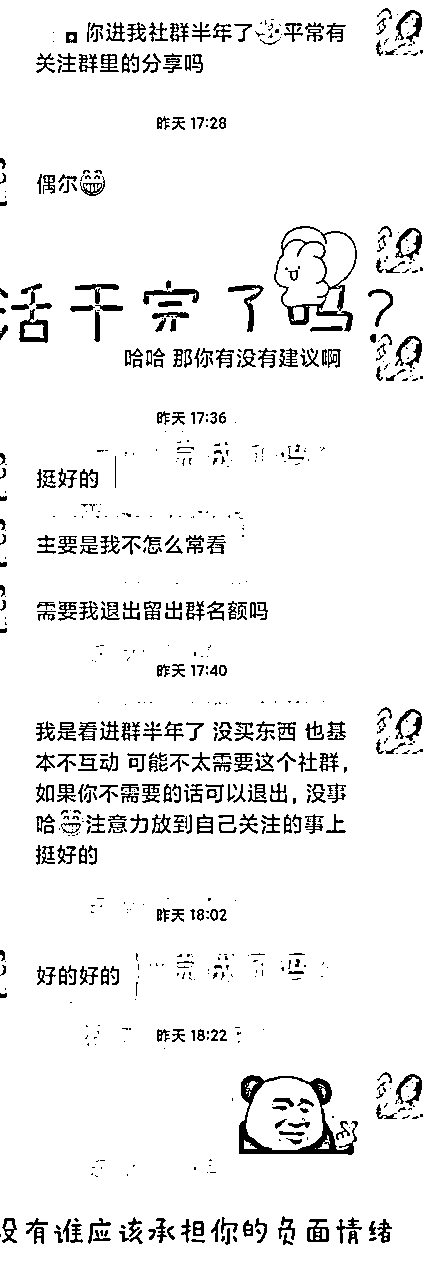 你进我社群半年了 平常有
关注群里的分享吗
昨天 17:28
偶尔
活干完了吗?
哈哈 那你有没有建议啊
昨天 17:36
挺好的
主要是我不怎么常看
需要我退出留出群名额吗
昨天 17:40
我是看进群半年了 没买东西 也基
本不互动 可能不太需要这个社群，
如果你不需要的话可以退出，没事
哈 注意力放到自己关注的事上
挺好的
昨天 18:02
好的好的
昨天 18:22
没有谁应该承担你的负面情绪